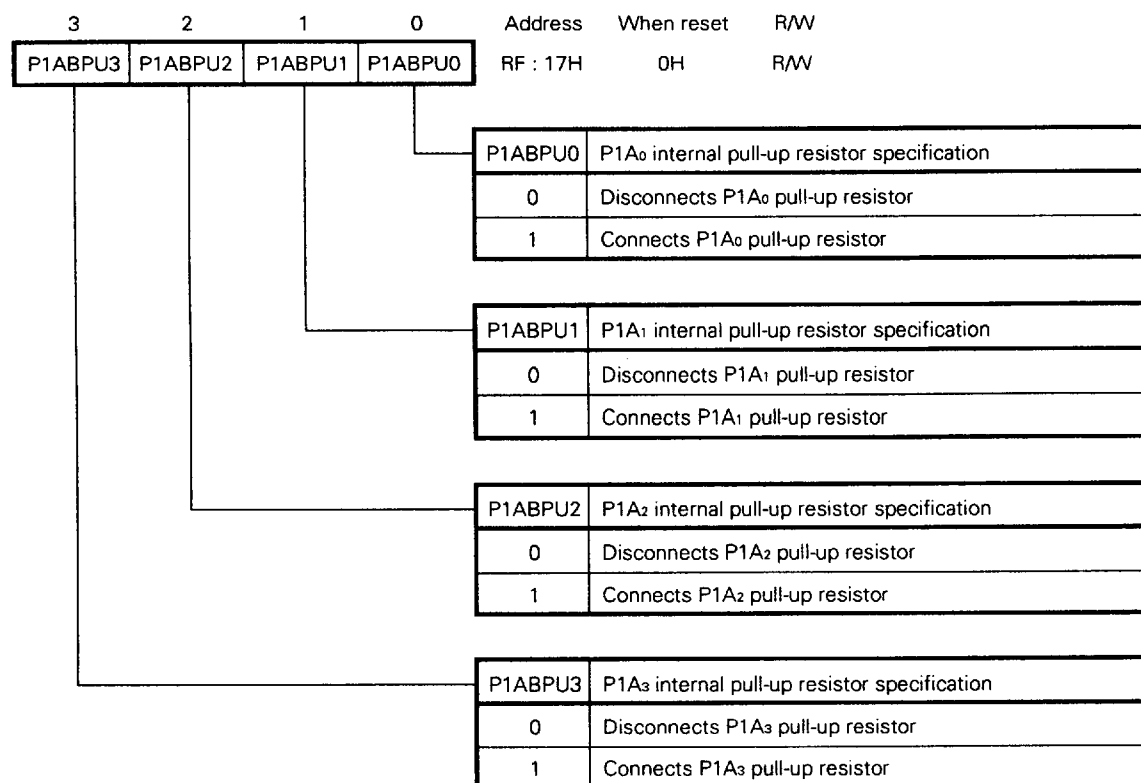 3 2 1 0 Address When reset R/W
P1ABPU3 P1ABPU2 P1ABPU1 P1ABPU0 RF : 17H 0H R/W
P1ABPU0 P1A₀ internal pull-up resistor specification
0 Disconnects P1A₀ pull-up resistor
1 Connects P1A₀ pull-up resistor
P1ABPU1 P1A₁ internal pull-up resistor specification
0 Disconnects P1A₁ pull-up resistor
1 Connects P1A₁ pull-up resistor
P1ABPU2 P1A₂ internal pull-up resistor specification
0 Disconnects P1A₂ pull-up resistor
1 Connects P1A₂ pull-up resistor
P1ABPU3 P1A₃ internal pull-up resistor specification
0 Disconnects P1A₃ pull-up resistor
1 Connects P1A₃ pull-up resistor